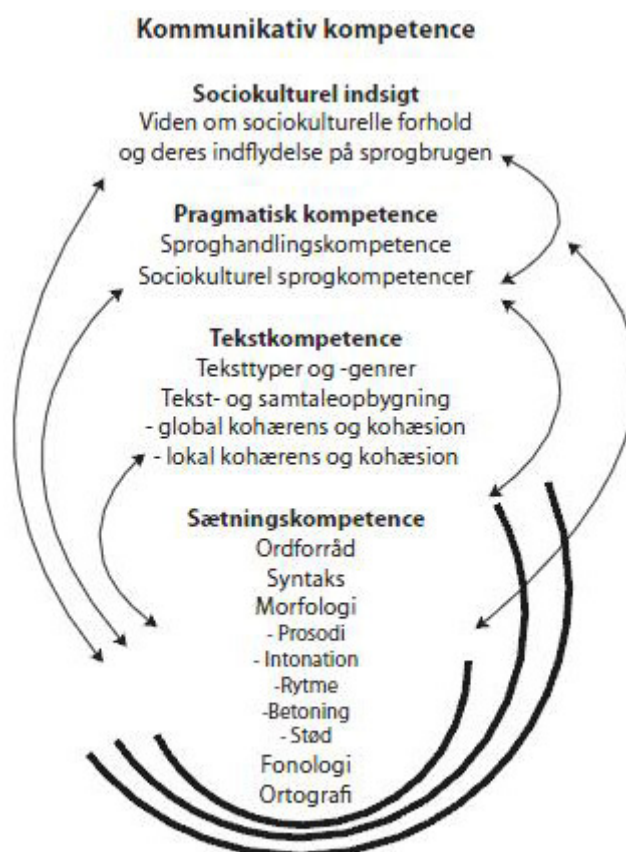 Kommunikativ kompetence
Sociokulturel indsigt
Viden om sociokulturelle forhold
og deres indflydelse på sprogbrugen
Pragmatisk kompetence
Sproghandlingskompetence
Sociokulturel sprogkompetencer
Tekstkompetence
Teksttyper og -genrer
Tekst- og samtaleopbygning
- global kohærens og kohæsion
- lokal kohærens og kohæsion
Sætningskompetence
Ordforråd
Syntaks
Morfologi
- Prosodi
- Intonation
-Rytme
-Betoning
- Stød
Fonologi
Ortografi